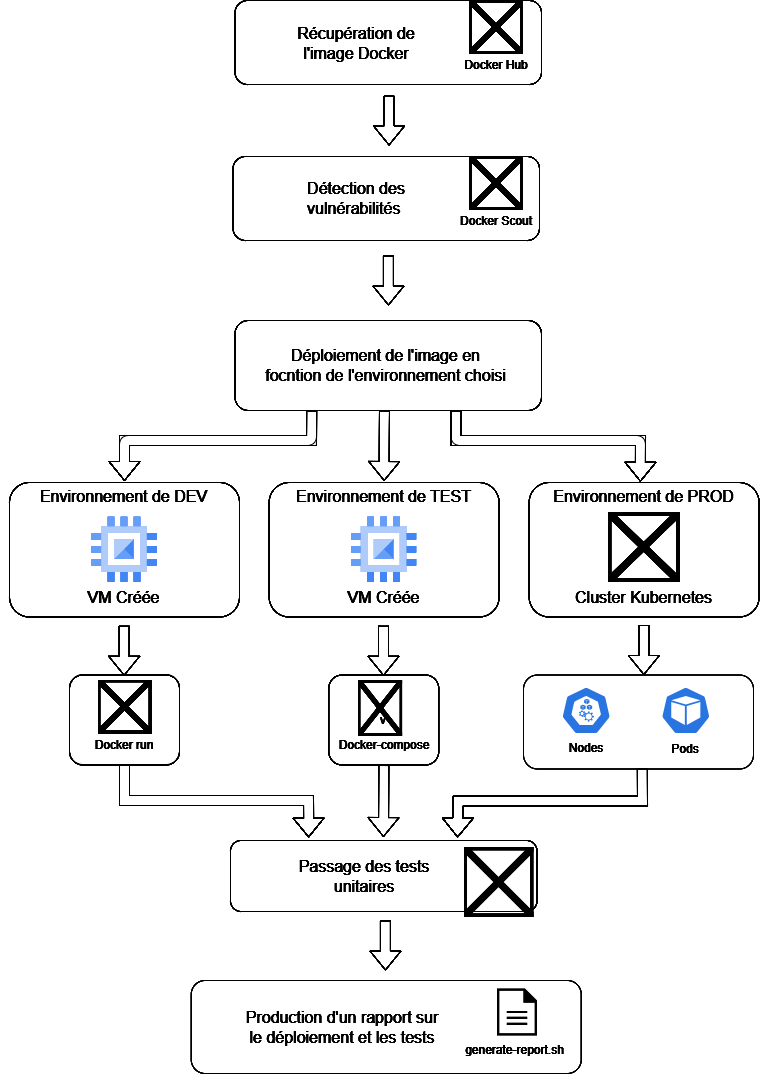 Récupération de
l'image Docker
Docker Hub
Détection des
vulnérabilités
Docker Scout
Déploiement de l'image en
focntion de l'environnement choisi
Environnement de DEV
VM Créée
Environnement de TEST
VM Créée
Environnement de PROD
Cluster Kubernetes
Docker run
Docker-compose
Nodes
Pods
Passage des tests
unitaires
Production d'un rapport sur
le déploiement et les tests
generate-report.sh